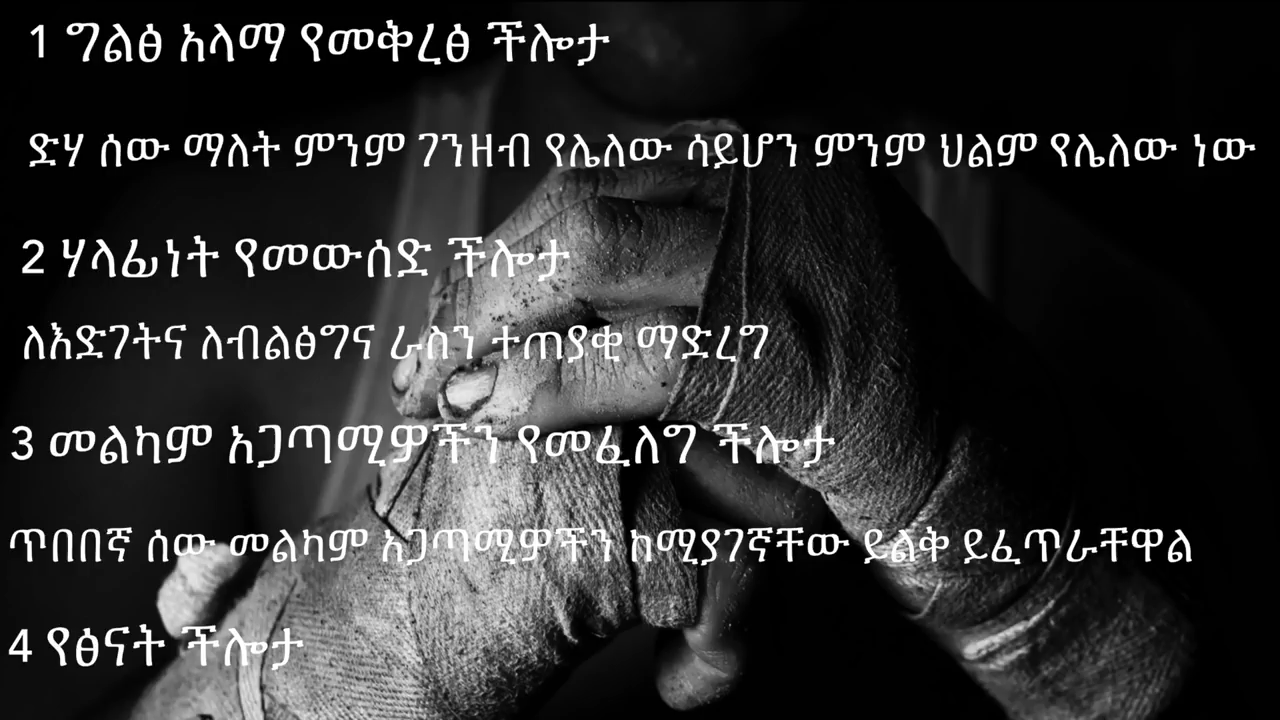 1 ግልፅ አላማ የመቅረፅ ችሎታ
ድሃ ሰው ማለት ምንም ገንዘብ የሌለው ሳይሆን ምንም ህልም የሌለው ነው
2 ሃላፊነት የመውሰድ ችሎታ
ለእድገትና ለብልፅግና ራስን ተጠያቂ ማድረግ
3 መልካም አጋጣሚዎችን የመፈለግ ችሎታ
ጥበበኛ ሰው መልካም አጋጣሚዎችን ከሚያገኛቸው ይልቅ ይፈጥራቸዋል
4 የፅናት ችሎታ